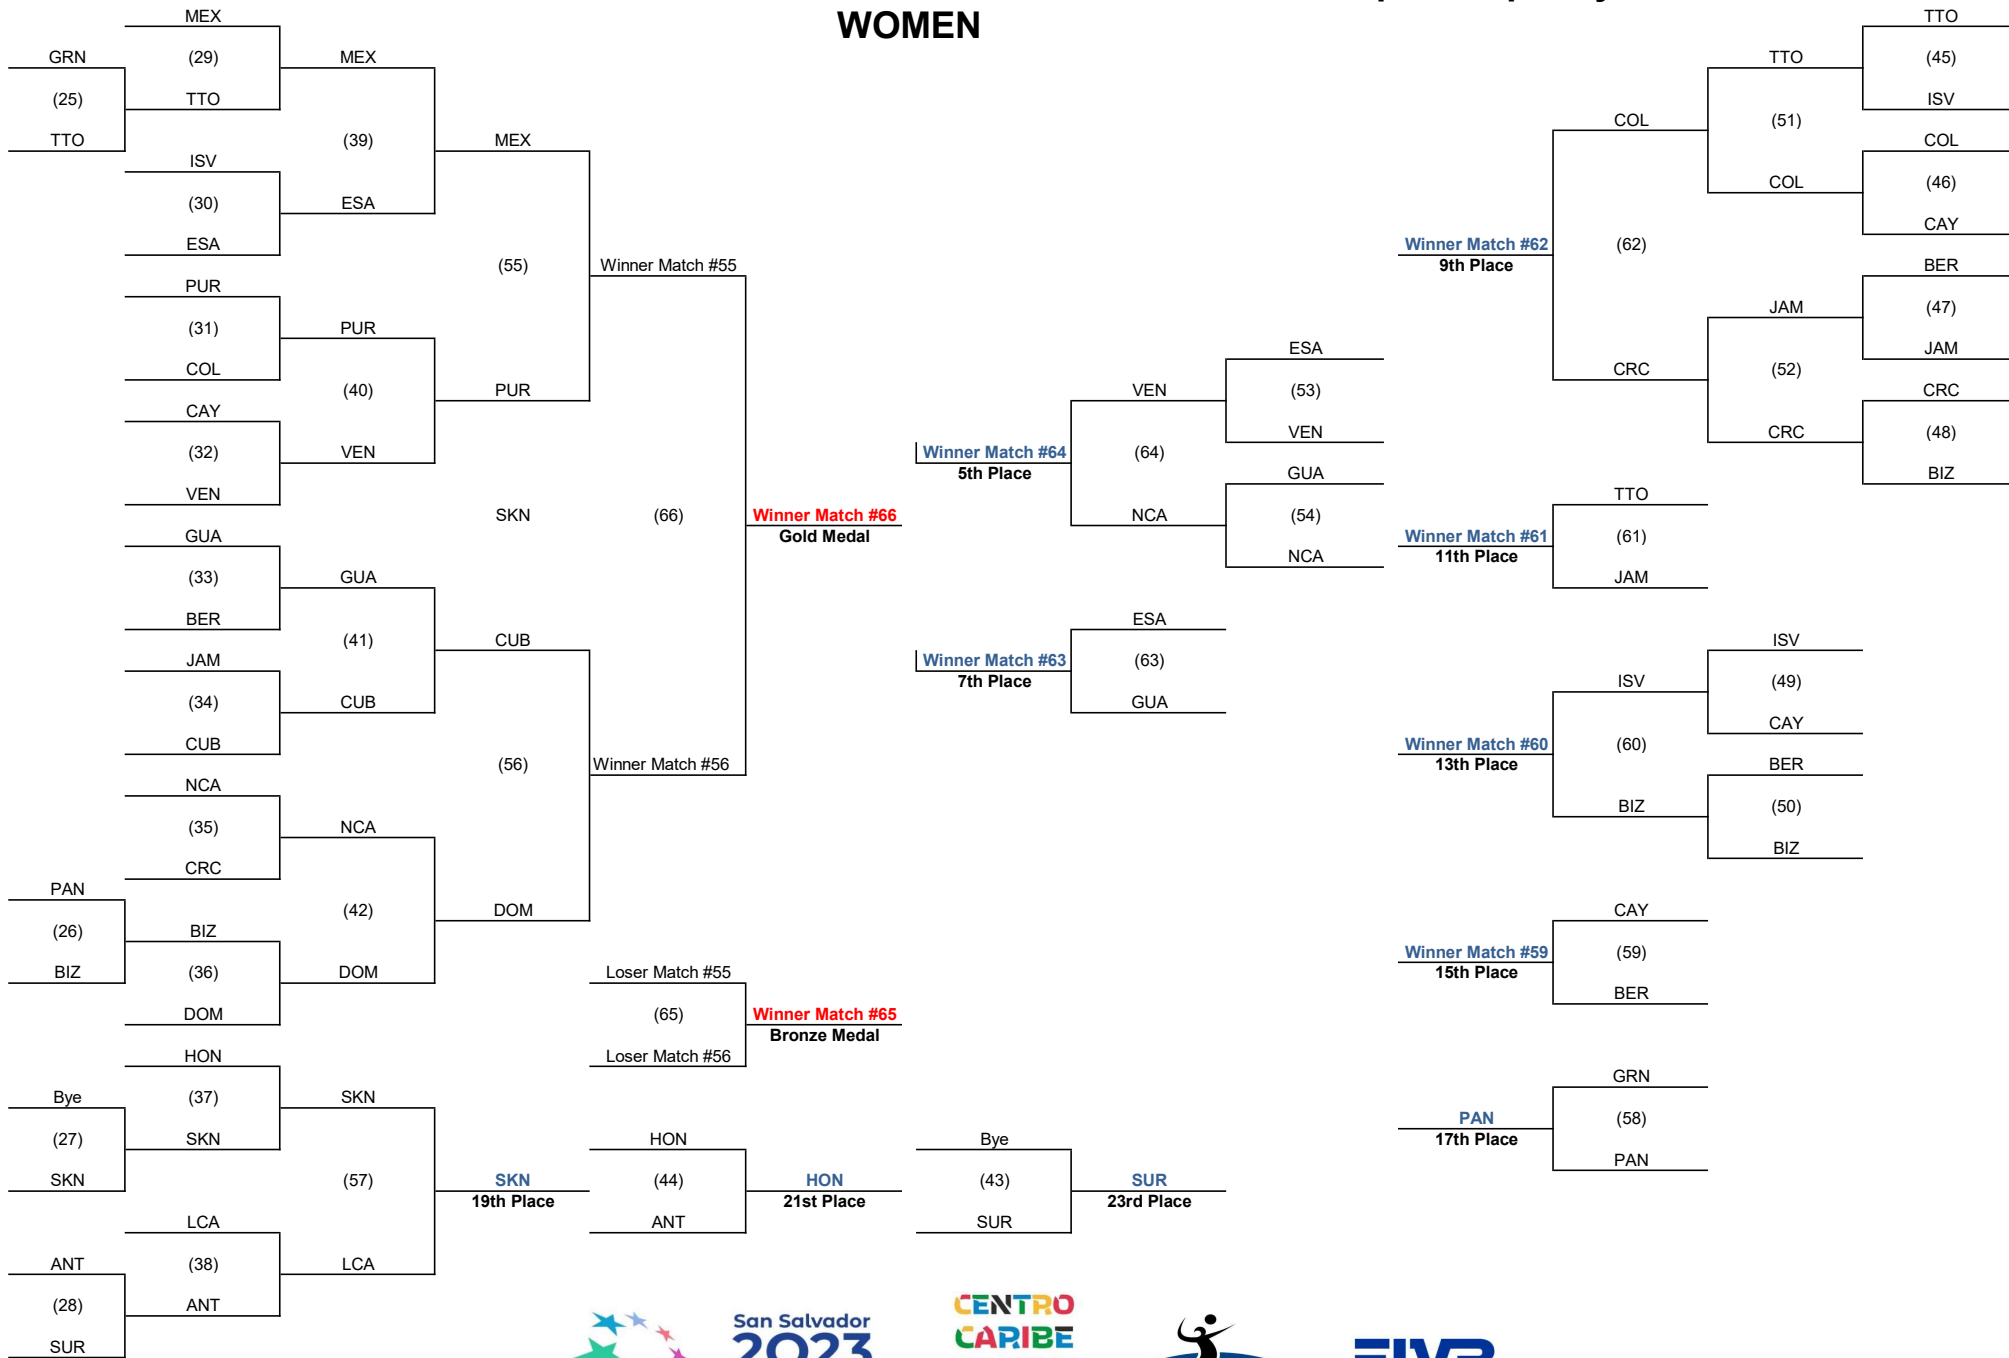 WOMEN
MEX
TTO
GRN
(29)
MEX
TTO
(45)
(25)
TTO
ISV
COL
(51)
TTO
(39)
MEX
COL
ISV
COL
(46)
(30)
ESA
ESA
CAY
(55)
Winner Match #55
Winner Match #62
(62)
9th Place
BER
PUR
JAM
(47)
(31)
PUR
ESA
JAM
COL
CRC
(52)
(40)
PUR
VEN
(53)
CRC
CAY
VEN
CRC
(48)
(32)
VEN
Winner Match #64
(64)
5th Place
GUA
BIZ
VEN
TTO
SKN
(66)
Winner Match #66
NCA
(54)
GUA
Gold Medal
Winner Match #61
(61)
NCA
11th Place
(33)
GUA
JAM
BER
ESA
(41)
CUB
ISV
JAM
Winner Match #63
(63)
7th Place
ISV
(49)
(34)
CUB
GUA
CAY
CUB
Winner Match #60
(60)
13th Place
(56)
Winner Match #56
BER
NCA
BIZ
(50)
(35)
NCA
BIZ
CRC
PAN
(42)
DOM
CAY
(26)
BIZ
Winner Match #59
(59)
15th Place
BIZ
(36)
DOM
Loser Match #55
BER
DOM
(65)
Winner Match #65
Bronze Medal
HON
Loser Match #56
GRN
Bye
(37)
SKN
PAN
(58)
17th Place
(27)
SKN
HON
Bye
PAN
SKN
(57)
SKN
19th Place
(44)
HON
21st Place
(43)
SUR
23rd Place
LCA
ANT
SUR
ANT
(38)
LCA
(28)
ANT
SUR
San Salvador
2023
CENTRO
CARIBE